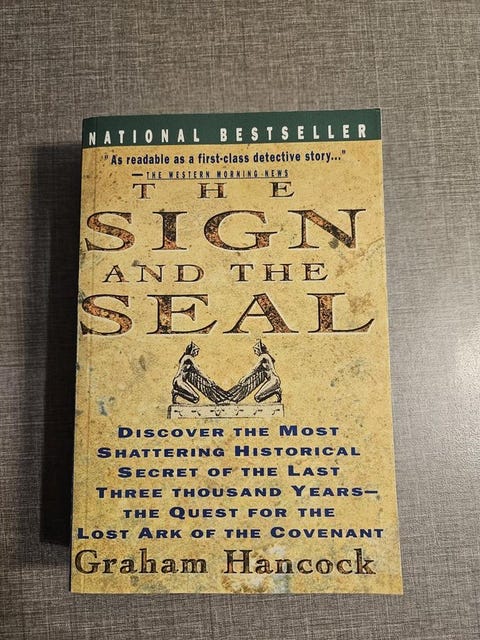 NATIONAL BESTSELLER
"As readable as a first-class detective story..."
—THE WESTERN MORNING NEWS
THE
SIGN
AND THE
SEAL
DISCOVER THE MOST
SHATTERING HISTORICAL
SECRET OF THE LAST
THREE THOUSAND YEARS—
THE QUEST FOR THE
LOST ARK OF THE COVENANT
Graham Hancock